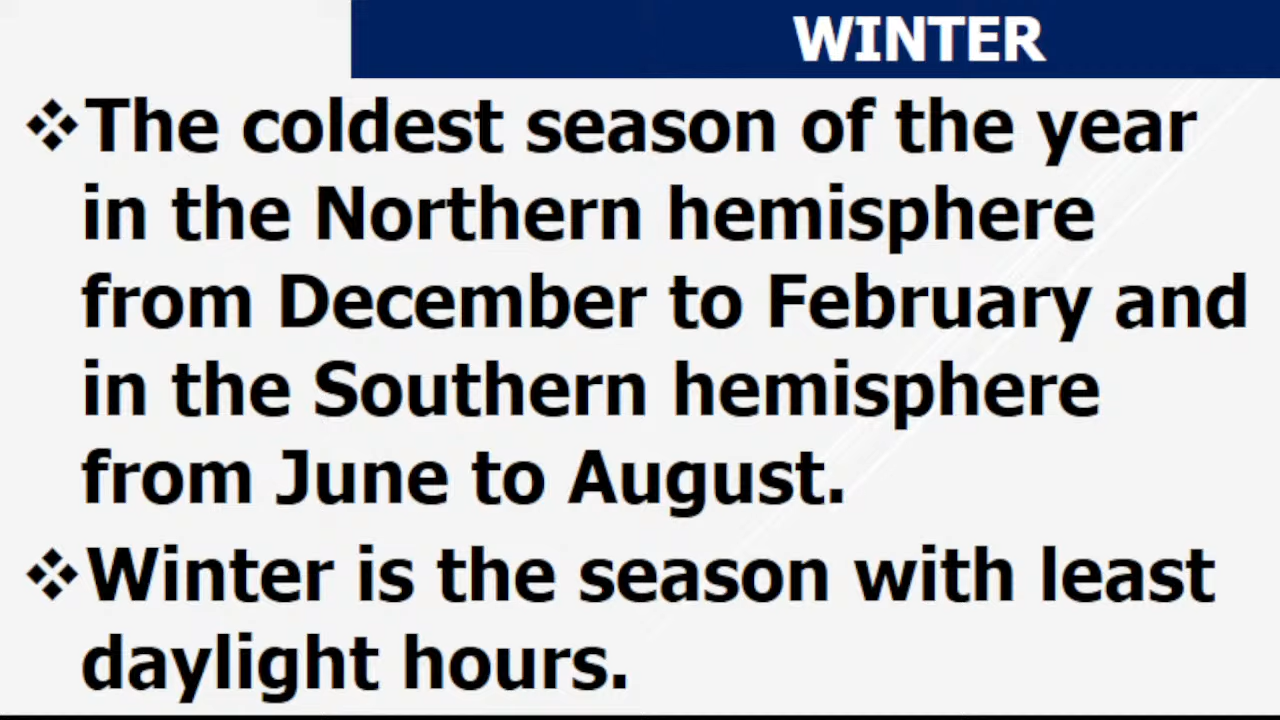 WINTER
❖The coldest season of the year
in the Northern hemisphere
from December to February and
in the Southern hemisphere
from June to August.
❖Winter is the season with least
daylight hours.